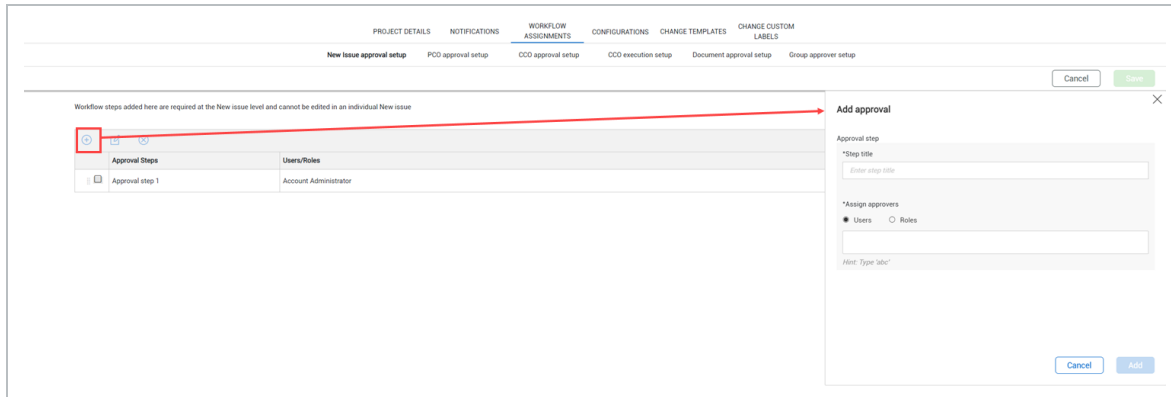 PROJECT DETAILS NOTIFICATIONS WORKFLOW ASSIGNMENTS CONFIGURATIONS CHANGE TEMPLATES CHANGE CUSTOM LABELS
New Issue approval setup PCO approval setup CCO approval setup CCO execution setup Document approval setup Group approver setup
Cancel Save
Workflow steps added here are required at the New issue level and cannot be edited in an individual New issue
Add approval
Approval step
*Step title
Enter step title
Approval Steps Users/Roles
Approval step 1 Account Administrator
*Assign approvers
Users Roles
Hint: Type 'abc'
Cancel Add